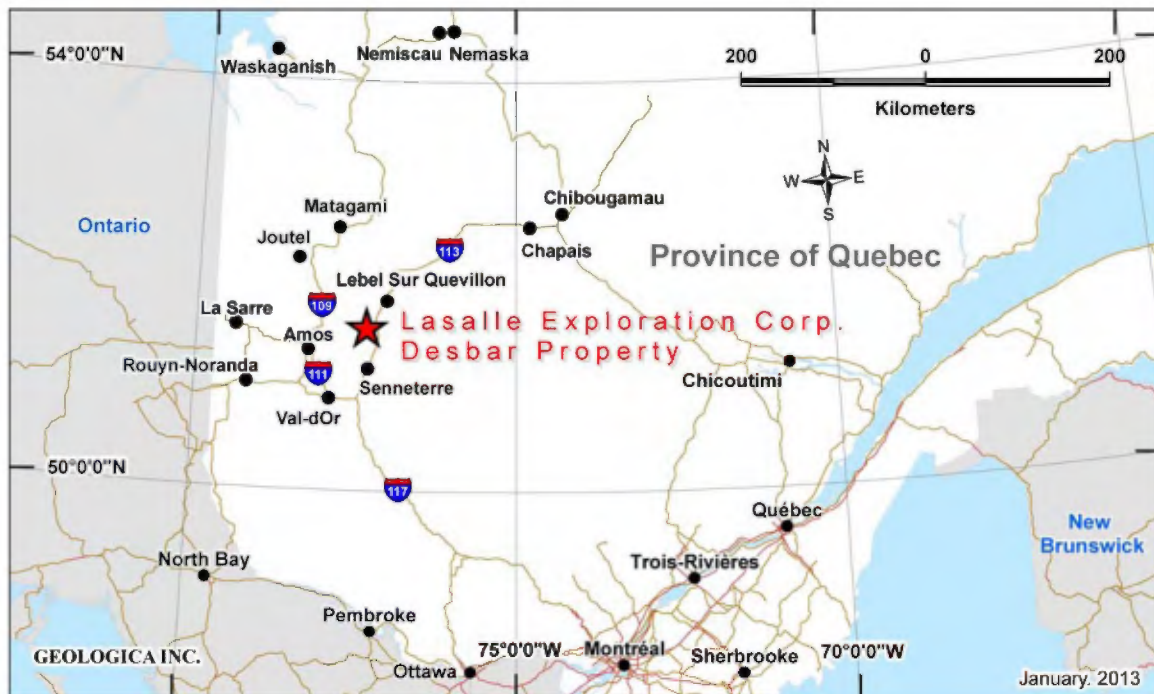 54°0'0"N
Waskaganish
Nemiscau
Nemaska
200
0
200
Kilometers
N
W
E
S
Ontario
Matagami
Joutel
Chibougamau
Chapais
113
Province of Quebec
Lebel Sur Quevillon
La Sarre
109
Lasalle Exploration Corp.
Desbar Property
Amos
Rouyn-Noranda
111
Senneterre
Val-dOr
Chicoutimi
50°0'0"N
117
Québec
New
Brunswick
North Bay
Trois-Rivières
Pembroke
GEOLOGICA INC.
Ottawa
75°0'0"W
Montréal
Sherbrooke
70°0'0"W
January. 2013